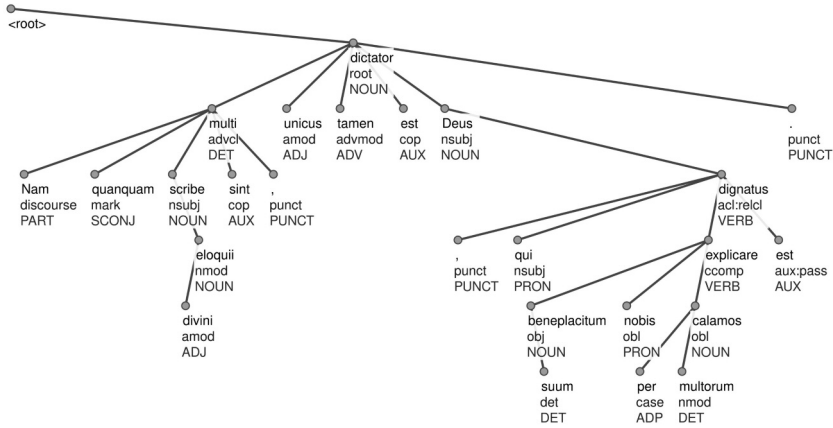 <root>
dictator
root
NOUN
multi unicus tamen est Deus .
advcl amod advmod cop nsubj punct
DET ADJ ADV AUX NOUN PUNCT
Nam quanquam scribe sint , dignatus
discourse mark nsubj cop punct acl:relcl
PART SCONJ NOUN AUX PUNCT VERB
eloquii , qui explicare est
nmod punct nsubj ccomp aux:pass
NOUN PUNCT PRON VERB AUX
divini beneplacitum nobis calamos
amod obj obl obl
ADJ NOUN PRON NOUN
suum per multorum
det case nmod
DET ADP DET